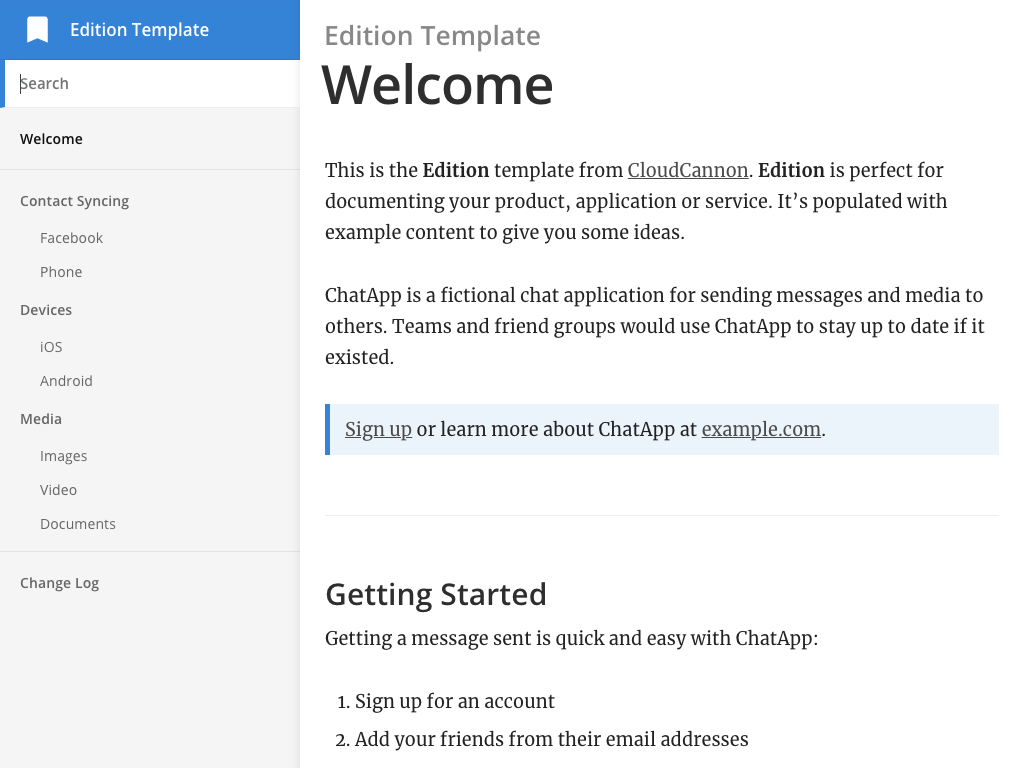 Edition Template
Search
Welcome
Contact Syncing
Facebook
Phone
Devices
iOS
Android
Media
Images
Video
Documents
Change Log
Edition Template
Welcome
This is the Edition template from CloudCannon. Edition is perfect for
documenting your product, application or service. It’s populated with
example content to give you some ideas.
ChatApp is a fictional chat application for sending messages and media to
others. Teams and friend groups would use ChatApp to stay up to date if it
existed.
Sign up or learn more about ChatApp at example.com.
Getting Started
Getting a message sent is quick and easy with ChatApp:
1. Sign up for an account
2. Add your friends from their email addresses